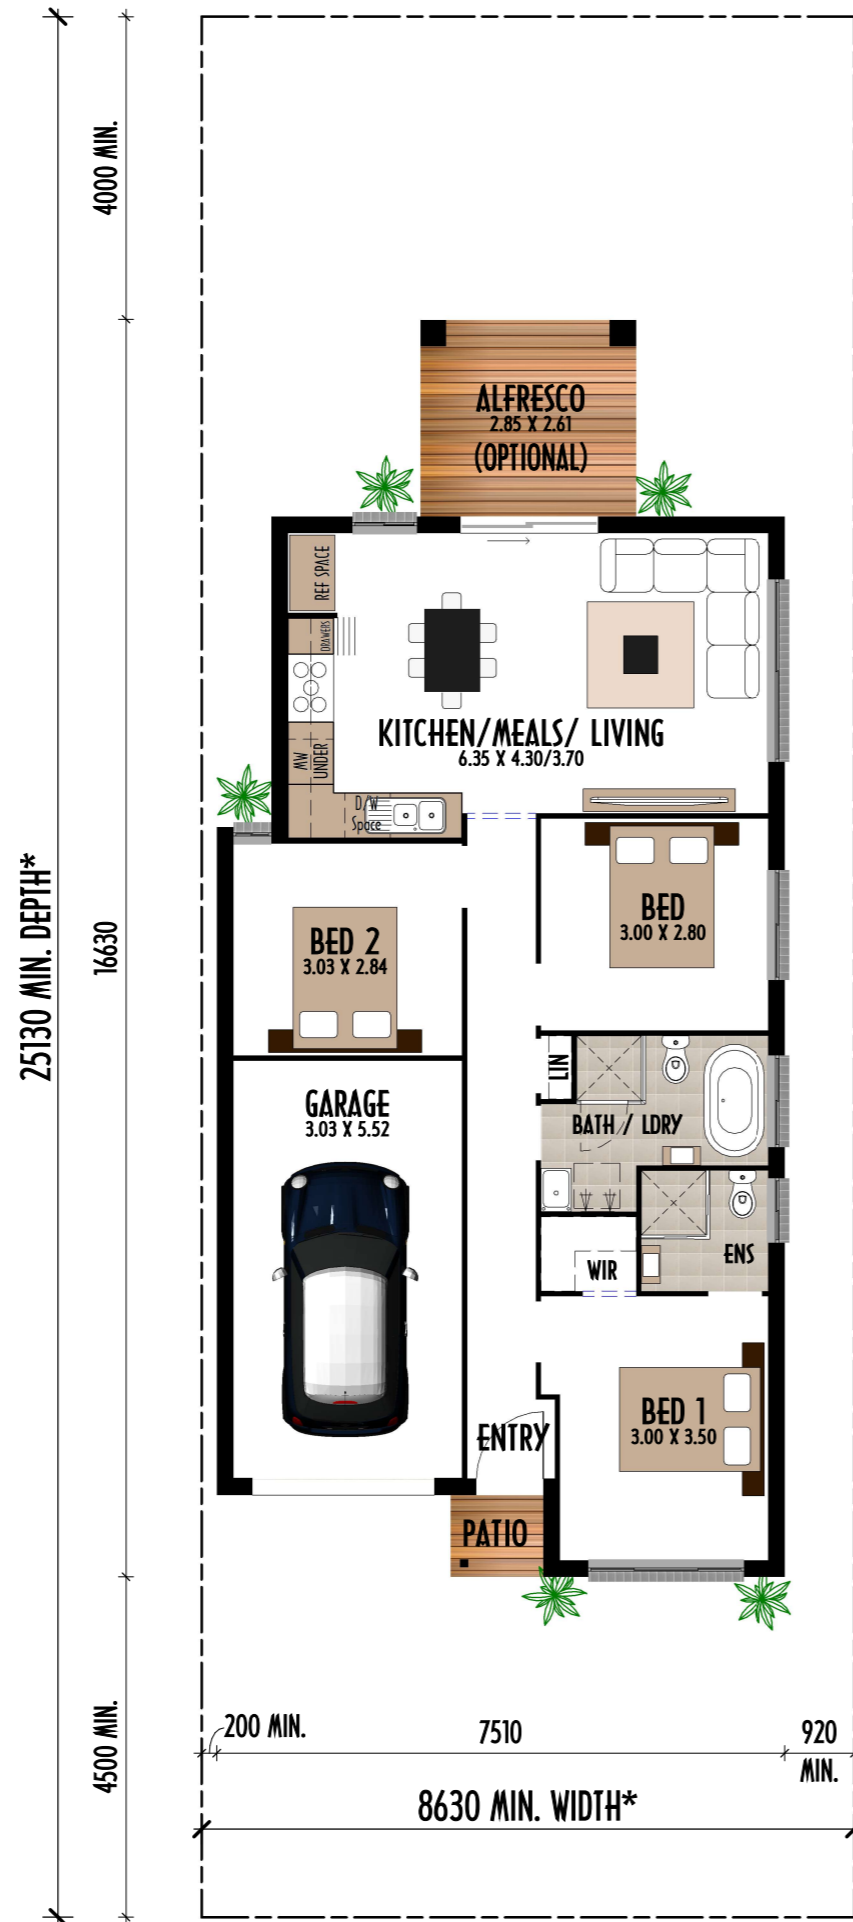 4000 MIN.
ALFRESCO
2.85 X 2.61
(OPTIONAL)
REF SPACE
DRAWERS
KITCHEN/MEALS/ LIVING
6.35 X 4.30/3.70
MW
UNDER
D/W
Space
25130 MIN. DEPTH*
16630
BED 2
3.03 X 2.84
BED
3.00 X 2.80
LIN
GARAGE
3.03 X 5.52
BATH / LDRY
WIR
ENS
BED 1
3.00 X 3.50
ENTRY
PATIO
4500 MIN.
200 MIN.
7510
920
MIN.
8630 MIN. WIDTH*